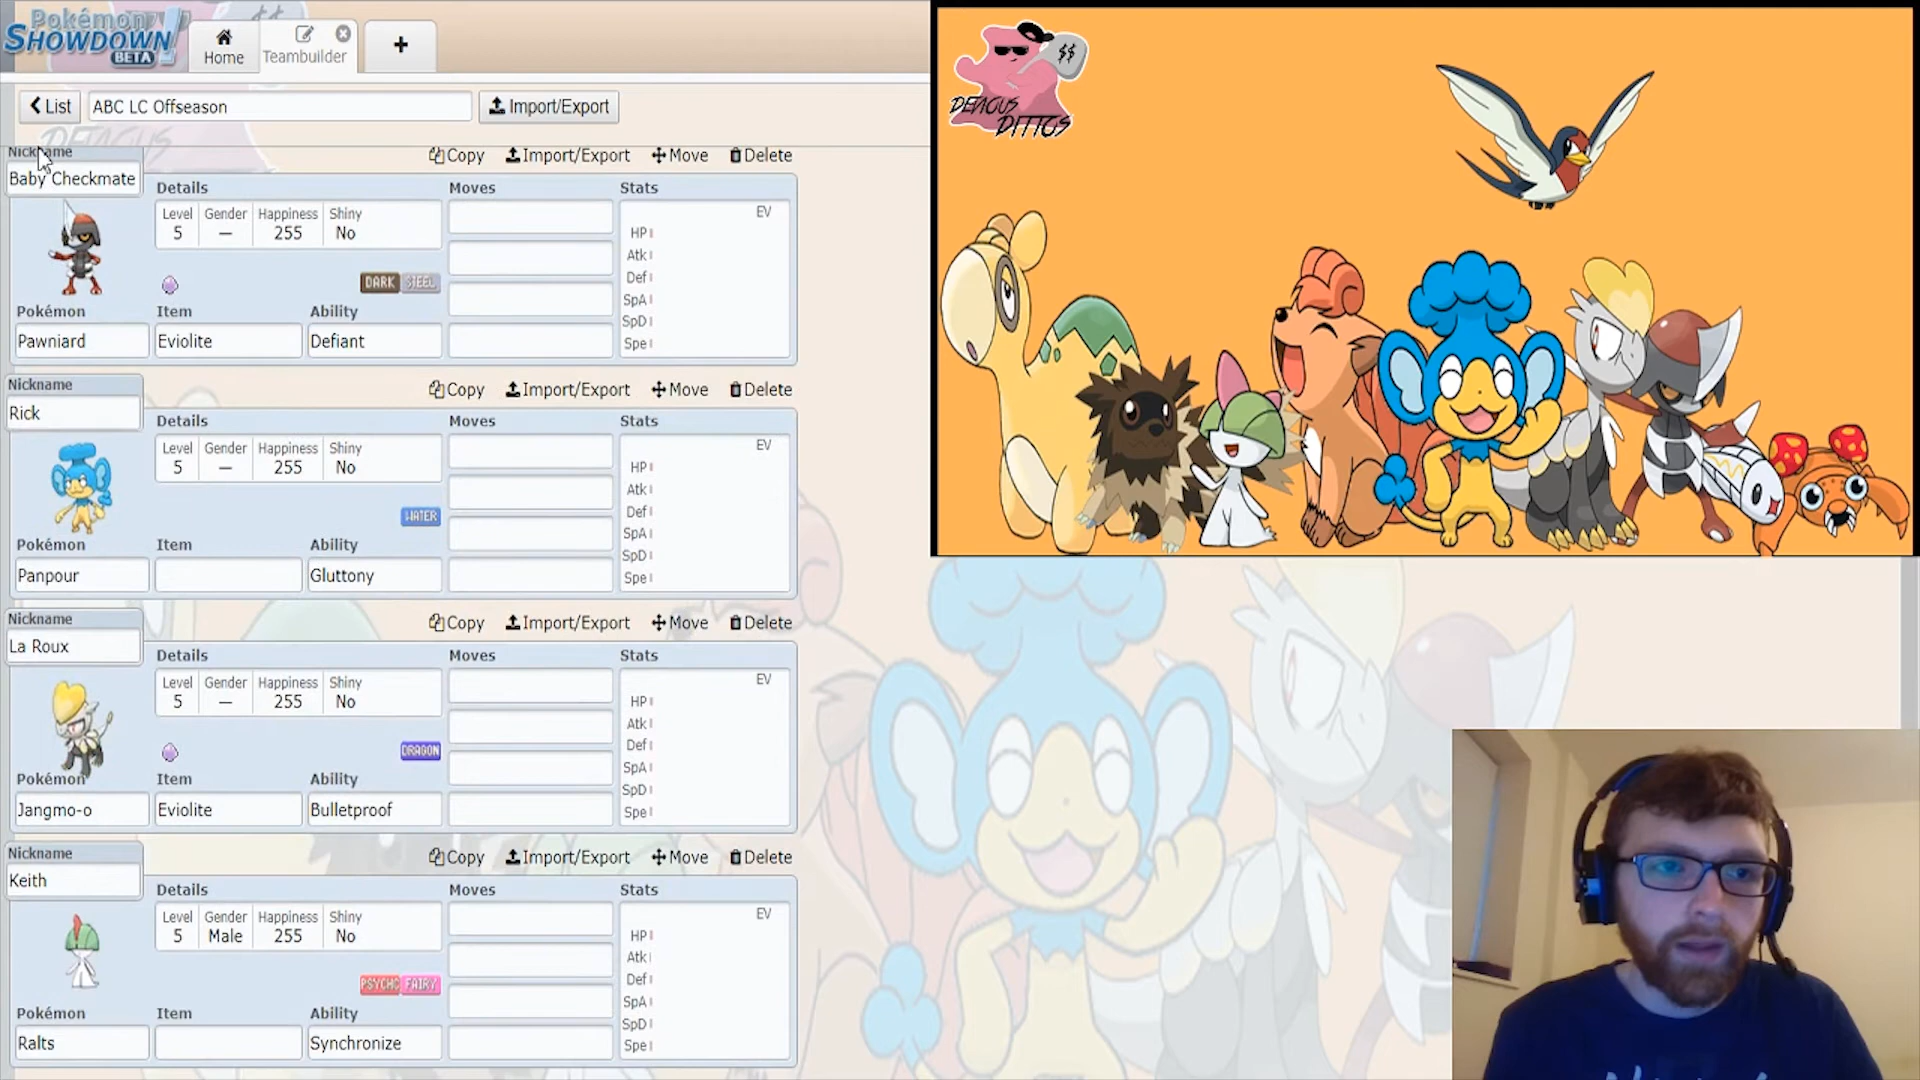 Pokémon
SHOWDOWN!
BETA
Home
Teambuilder
+
List
ABC LC Offseason
Import/Export
DEVIOUS
DITTOS
$$
Nickname
Baby Checkmate
Copy Import/Export Move Delete
Details Moves Stats
Level Gender Happiness Shiny
5 — 255 No
EV
HP
Atk
Def
SpA
SpD
Spe
DARK STEEL
Pokémon Item Ability
Pawniard Eviolite Defiant
Nickname
Rick
Copy Import/Export Move Delete
Details Moves Stats
Level Gender Happiness Shiny
5 — 255 No
EV
HP
Atk
Def
SpA
SpD
Spe
WATER
Pokémon Item Ability
Panpour Gluttony
Nickname
La Roux
Copy Import/Export Move Delete
Details Moves Stats
Level Gender Happiness Shiny
5 — 255 No
EV
HP
Atk
Def
SpA
SpD
Spe
DRAGON
Pokémon Item Ability
Jangmo-o Eviolite Bulletproof
Nickname
Keith
Copy Import/Export Move Delete
Details Moves Stats
Level Gender Happiness Shiny
5 Male 255 No
EV
HP
Atk
Def
SpA
SpD
Spe
PSYCHC FAIRY
Pokémon Item Ability
Ralts Synchronize